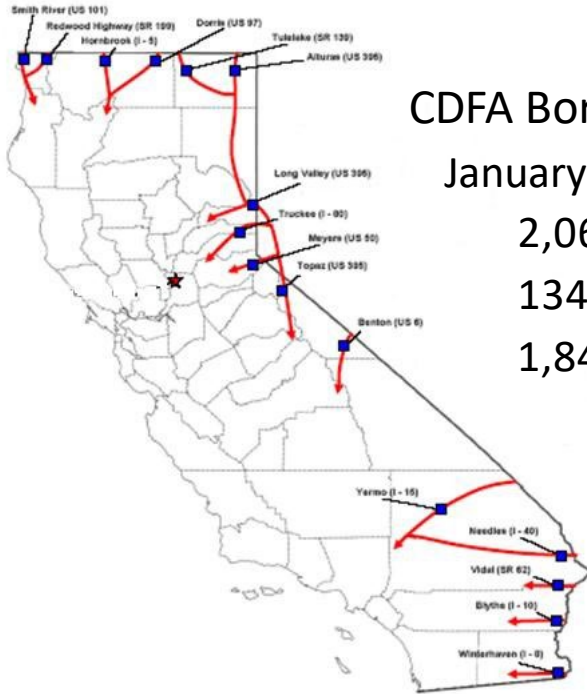 Smith River (US 101)
Redwood Highway (SR 199)
Hornbrook (I - 5)
Dorris (US 97)
Tulelake (SR 139)
Alturas (US 395)
CDFA Bor
January
2,06
134
1,84
Long Valley (US 395)
Truckee (I - 80)
Meyers (US 50)
Topaz (US 395)
Benton (US 6)
Yermo (I - 15)
Needles (I - 40)
Vidal (SR 62)
Blythe (I - 10)
Winterhaven (I - 8)